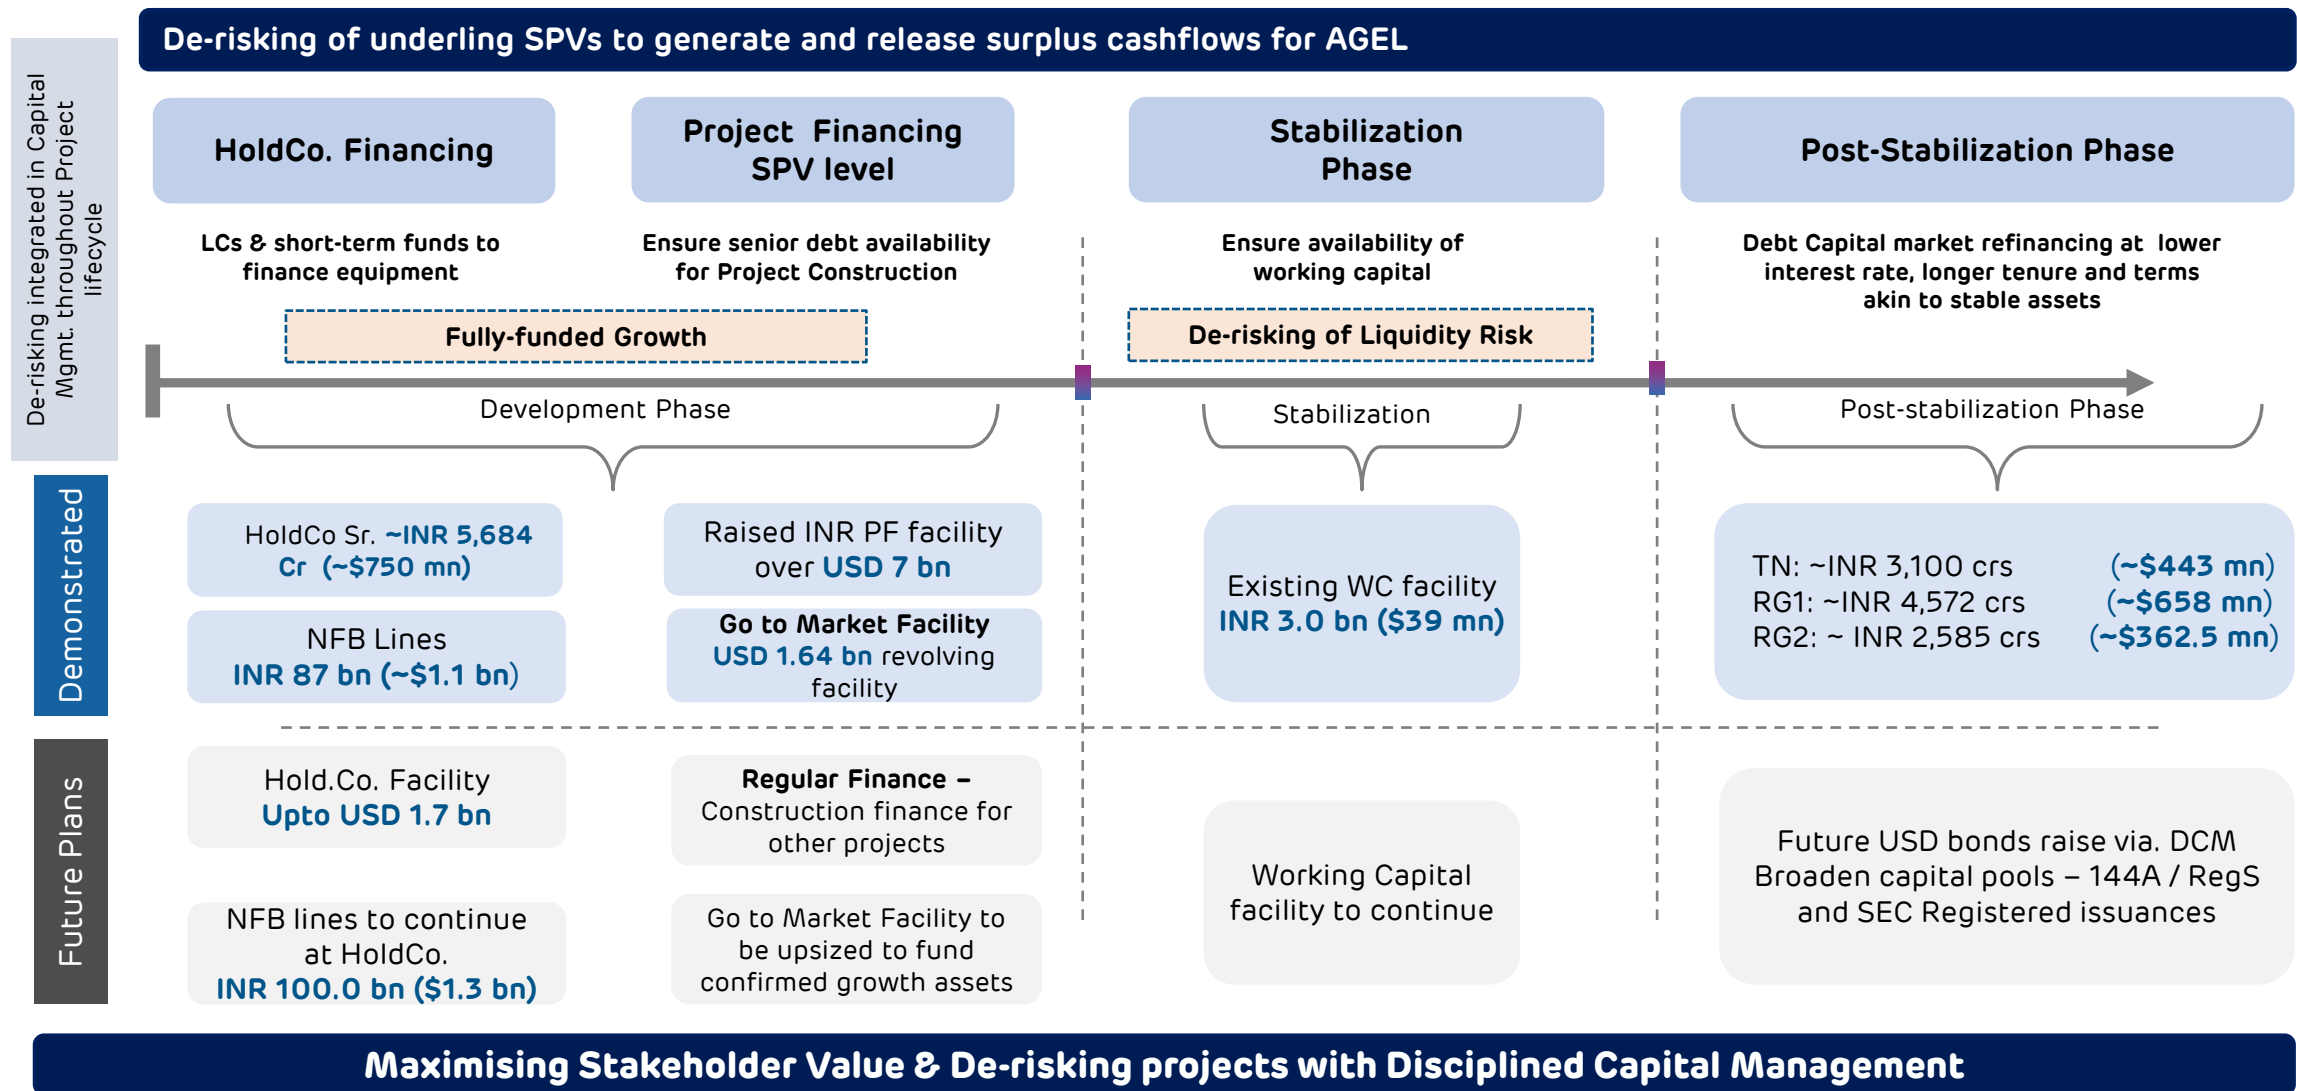 De-risking of underling SPVs to generate and release surplus cashflows for AGEL
De-risking integrated in Capital
Mgmt. throughout Project
lifecycle
HoldCo. Financing
Project Financing
SPV level
Stabilization
Phase
Post-Stabilization Phase
LCs & short-term funds to
finance equipment
Ensure senior debt availability
for Project Construction
Ensure availability of
working capital
Debt Capital market refinancing at lower
interest rate, longer tenure and terms
akin to stable assets
Fully-funded Growth
De-risking of Liquidity Risk
Development Phase
Stabilization
Post-stabilization Phase
Demonstrated
HoldCo Sr. ~INR 5,684
Cr (~$750 mn)
NFB Lines
INR 87 bn (~$1.1 bn)
Raised INR PF facility
over USD 7 bn
Go to Market Facility
USD 1.64 bn revolving
facility
Existing WC facility
INR 3.0 bn ($39 mn)
TN: ~INR 3,100 crs (~$443 mn)
RG1: ~INR 4,572 crs (~$658 mn)
RG2: ~ INR 2,585 crs (~$362.5 mn)
Future Plans
Hold.Co. Facility
Upto USD 1.7 bn
NFB lines to continue
at HoldCo.
INR 100.0 bn ($1.3 bn)
Regular Finance –
Construction finance for
other projects
Go to Market Facility to
be upsized to fund
confirmed growth assets
Working Capital
facility to continue
Future USD bonds raise via. DCM
Broaden capital pools – 144A / RegS
and SEC Registered issuances
Maximising Stakeholder Value & De-risking projects with Disciplined Capital Management